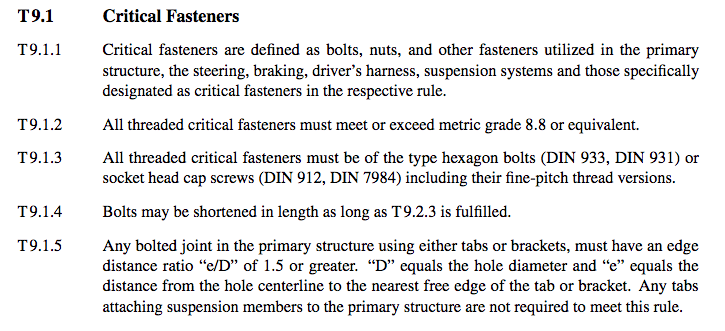 T9.1 Critical Fasteners
T9.1.1 Critical fasteners are defined as bolts, nuts, and other fasteners utilized in the primary
structure, the steering, braking, driver’s harness, suspension systems and those specifically
designated as critical fasteners in the respective rule.
T9.1.2 All threaded critical fasteners must meet or exceed metric grade 8.8 or equivalent.
T9.1.3 All threaded critical fasteners must be of the type hexagon bolts (DIN 933, DIN 931) or
socket head cap screws (DIN 912, DIN 7984) including their fine-pitch thread versions.
T9.1.4 Bolts may be shortened in length as long as T9.2.3 is fulfilled.
T9.1.5 Any bolted joint in the primary structure using either tabs or brackets, must have an edge
distance ratio “e/D” of 1.5 or greater. “D” equals the hole diameter and “e” equals the
distance from the hole centerline to the nearest free edge of the tab or bracket. Any tabs
attaching suspension members to the primary structure are not required to meet this rule.